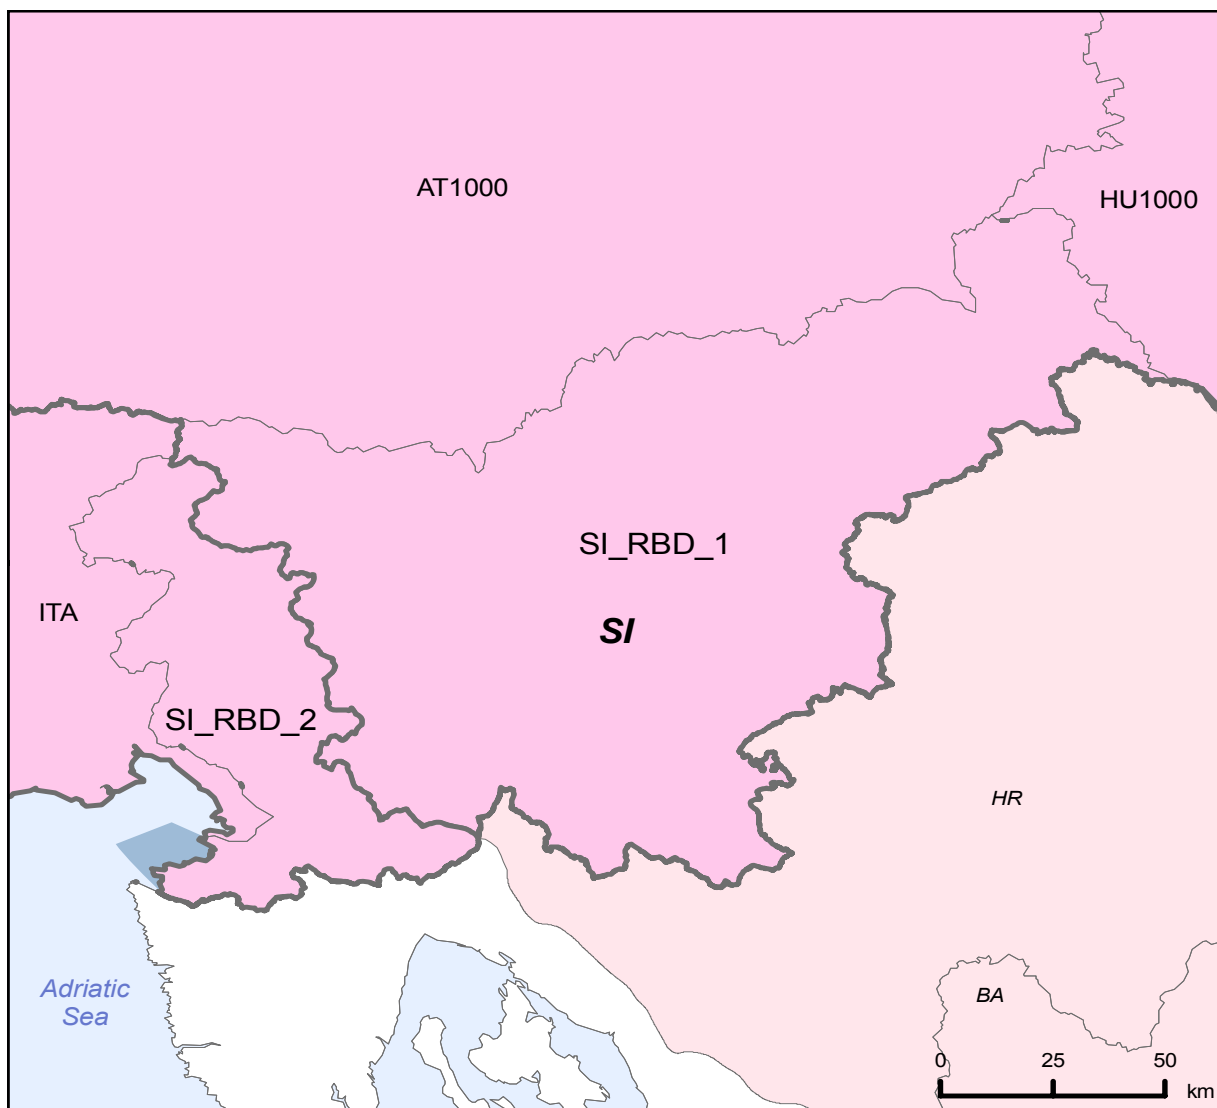 AT1000
HU1000
SI_RBD_1
ITA
SI
SI_RBD_2
HR
Adriatic
Sea
BA
0 25 50
km